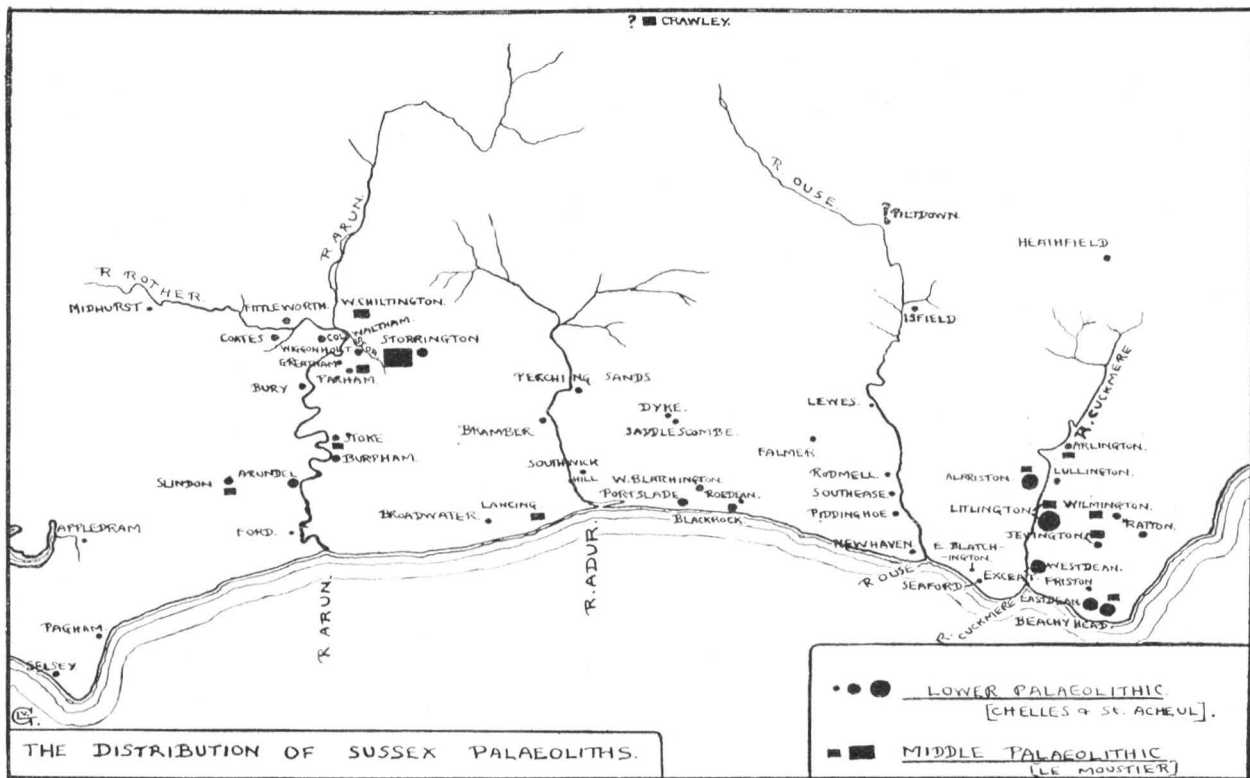 ? CRAWLEY.
R. ARUN.
R OUSE.
PILTDOWN.
HEATHFIELD
R ROTHER.
MIDHURST
FITTLEWORTH.
W. CHILTINGTON.
COATES
WALTHAM.
STORRINGTON
WIGGONHOLT
GREATHAM
PARHAM.
BURY
ISFIELD
R. CUCKMERE
PERCHING SANDS
DYKE.
SADDLESCOMBE.
LEWES.
BRAMBER
STOKE
BURPHAM.
FALMER
ARLINGTON.
SLINDON
ARUNDEL
SOUTHWICK
HILL
W. BLATCHINGTON.
PORTSLADE
ROEDEAN.
BLACKROCK
RODMELL.
SOUTHEASE.
PIDDINGHOE
ALARISTON
LULLINGTON.
LITLINGTON
WILMINGTON.
RATTON.
JEVINGTON
APPLEDRAM
FORD.
BROADWATER
LANCING
NEWHAVEN
E. BLATCH-
INGTON.
R OUSE
SEAFORD
EXCEAT.
WESTDEAN.
FRISTON
EASTDEAN
BEACHY HEAD.
R. CUCKMERE
R ARUN.
R. ADUR.
PAGHAM.
SELSEY
LOWER PALAEOLITHIC.
[CHELLES & St. ACHEUL].
MIDDLE PALAEOLITHIC
[LE MOUSTIER]
THE DISTRIBUTION OF SUSSEX PALAEOLITHS.